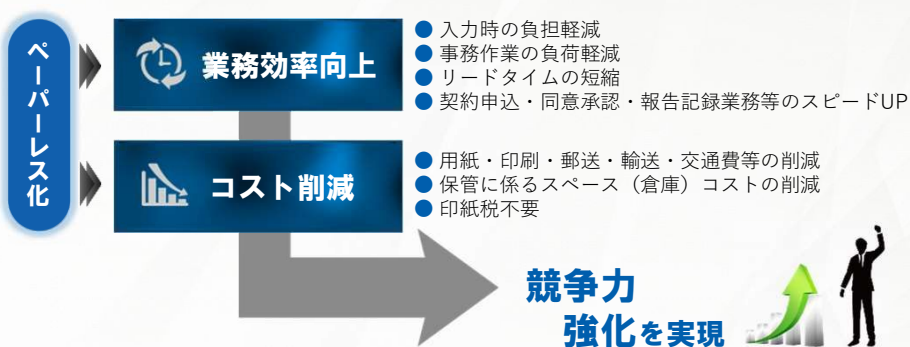 ペーパーレス化
業務効率向上
● 入力時の負担軽減
● 事務作業の負荷軽減
● リードタイムの短縮
● 契約申込・同意承認・報告記録業務等のスピードUP
コスト削減
● 用紙・印刷・郵送・輸送・交通費等の削減
● 保管に係るスペース（倉庫）コストの削減
● 印紙税不要
競争力
強化を実現